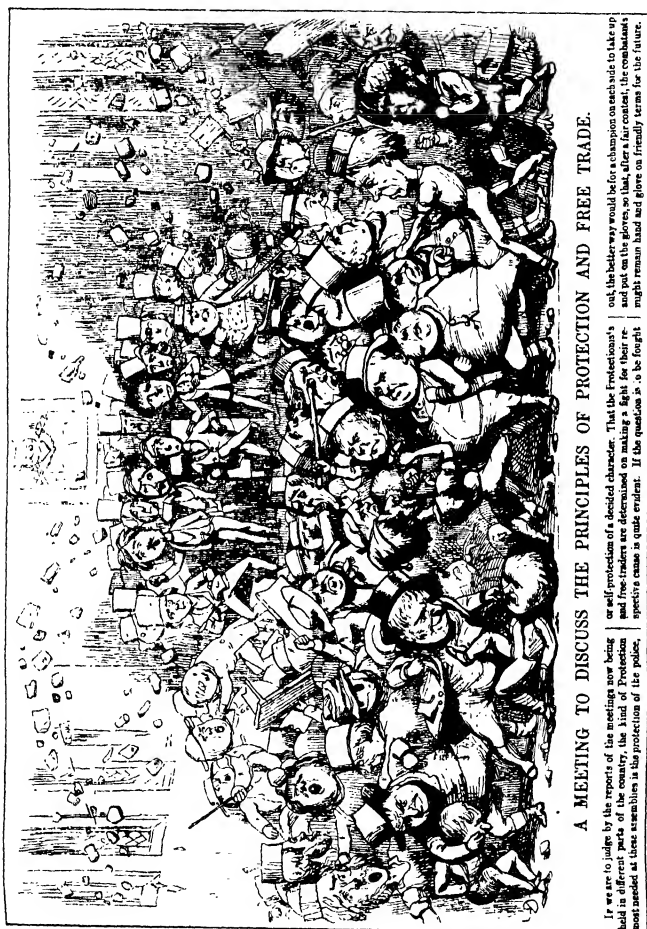 A MEETING TO DISCUSS THE PRINCIPLES OF PROTECTION AND FREE TRADE.
If we are to judge by the reports of the meetings now being
held in different parts of the country, the kind of Protection
most needed at these assemblies is the protection of the police,
or self-protection of a decided character. That the Protectionists
and free-traders are determined on making a fight for their re-
spective cause is quite evident. If the question is to be fought
out, the better way would be for a champion on each side to take up
and put on the gloves, so that, after a fair contest, the combatants
might remain hand and glove on friendly terms for the future.